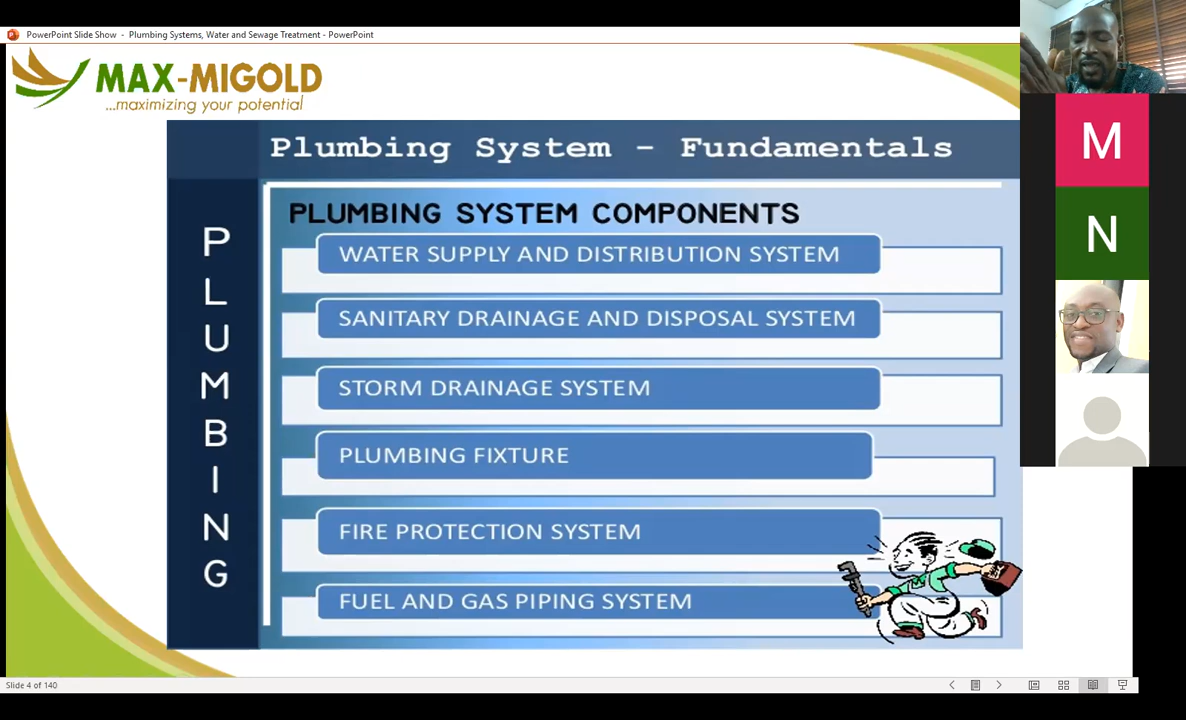 PowerPoint Slide Show - Plumbing Systems, Water and Sewage Treatment - PowerPoint
MAX-MIGOLD
...maximizing your potential
Plumbing System - Fundamentals
PLUMBING
PLUMBING SYSTEM COMPONENTS
WATER SUPPLY AND DISTRIBUTION SYSTEM
SANITARY DRAINAGE AND DISPOSAL SYSTEM
STORM DRAINAGE SYSTEM
PLUMBING FIXTURE
FIRE PROTECTION SYSTEM
FUEL AND GAS PIPING SYSTEM
M
N
Slide 4 of 140